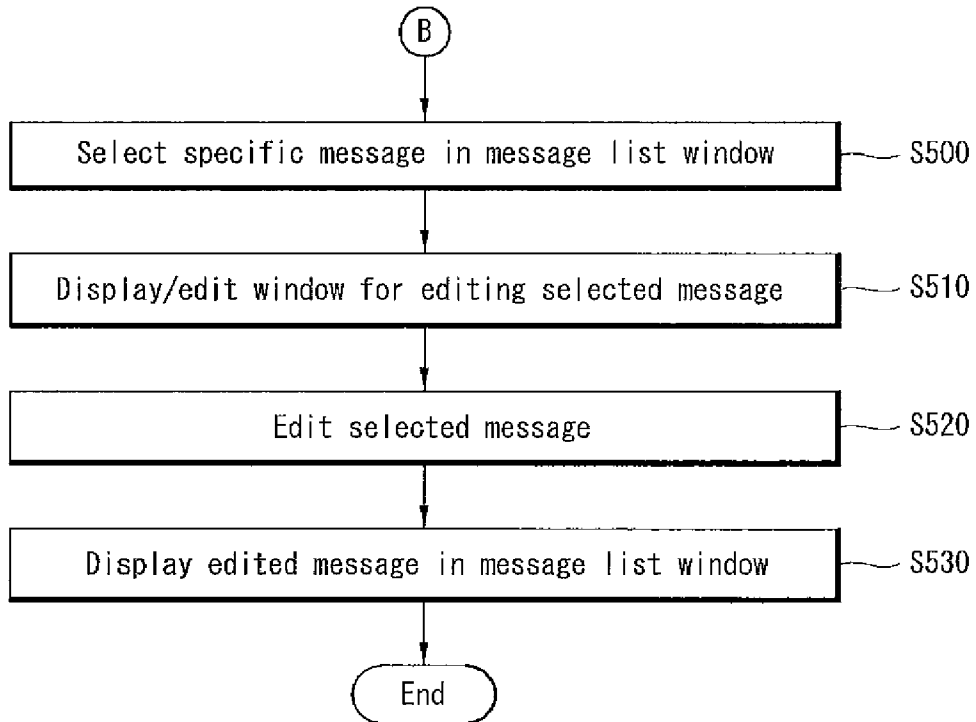 B
Select specific message in message list window
S500
Display/edit window for editing selected message
S510
Edit selected message
S520
Display edited message in message list window
S530
End